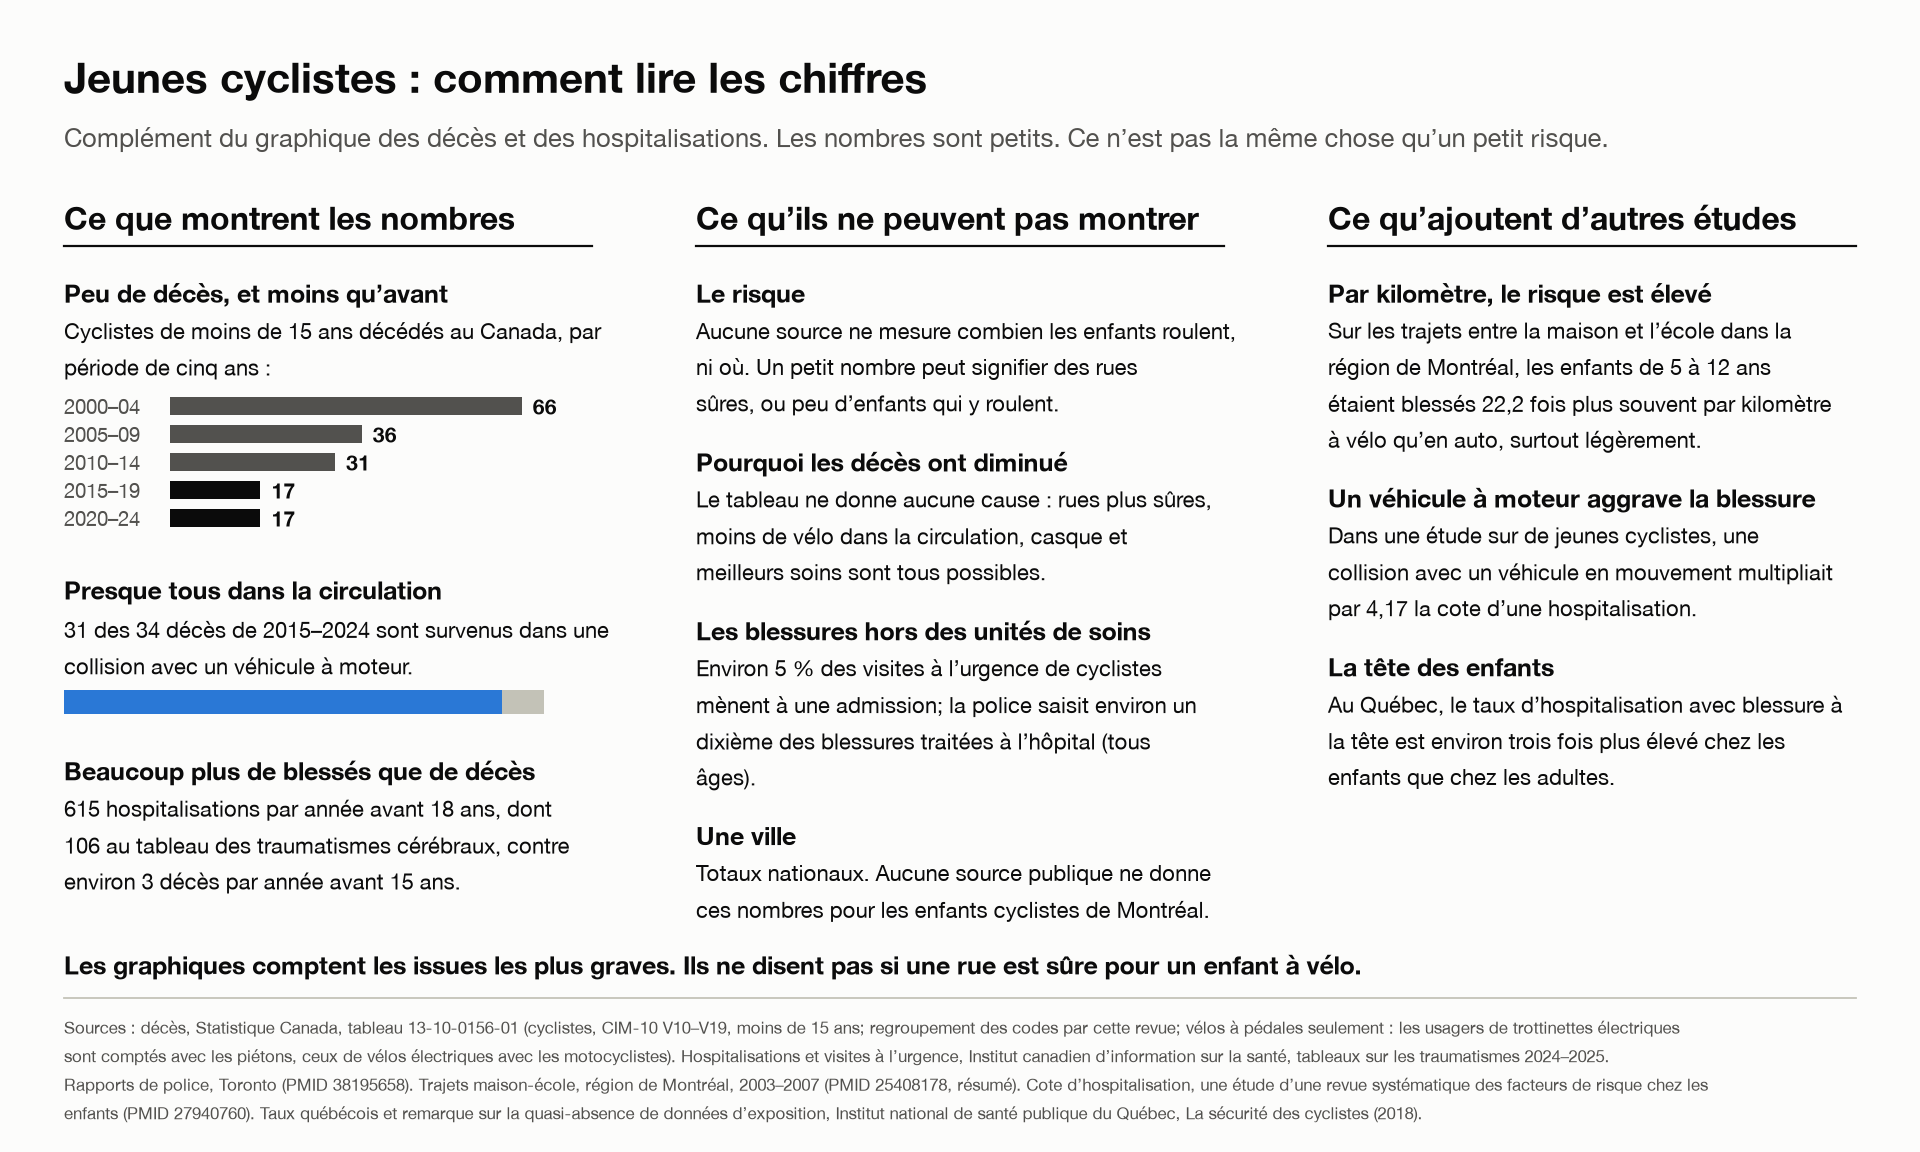 Jeunes cyclistes : comment lire les chiffres
Complément du graphique des décès et des hospitalisations. Les nombres sont petits. Ce n’est pas la même chose qu’un petit risque.
Ce que montrent les nombres
Peu de décès, et moins qu’avant
Cyclistes de moins de 15 ans décédés au Canada, par
période de cinq ans :
2000–04 66
2005–09 36
2010–14 31
2015–19 17
2020–24 17
Presque tous dans la circulation
31 des 34 décès de 2015–2024 sont survenus dans une
collision avec un véhicule à moteur.
Beaucoup plus de blessés que de décès
615 hospitalisations par année avant 18 ans, dont
106 au tableau des traumatismes cérébraux, contre
environ 3 décès par année avant 15 ans.
Ce qu’ils ne peuvent pas montrer
Le risque
Aucune source ne mesure combien les enfants roulent,
ni où. Un petit nombre peut signifier des rues
sûres, ou peu d’enfants qui y roulent.
Pourquoi les décès ont diminué
Le tableau ne donne aucune cause : rues plus sûres,
moins de vélo dans la circulation, casque et
meilleurs soins sont tous possibles.
Les blessures hors des unités de soins
Environ 5 % des visites à l’urgence de cyclistes
mènent à une admission; la police saisit environ un
dixième des blessures traitées à l’hôpital (tous
âges).
Une ville
Totaux nationaux. Aucune source publique ne donne
ces nombres pour les enfants cyclistes de Montréal.
Ce qu’ajoutent d’autres études
Par kilomètre, le risque est élevé
Sur les trajets entre la maison et l’école dans la
région de Montréal, les enfants de 5 à 12 ans
étaient blessés 22,2 fois plus souvent par kilomètre
à vélo qu’en auto, surtout légèrement.
Un véhicule à moteur aggrave la blessure
Dans une étude sur de jeunes cyclistes, une
collision avec un véhicule en mouvement multipliait
par 4,17 la cote d’une hospitalisation.
La tête des enfants
Au Québec, le taux d’hospitalisation avec blessure à
la tête est environ trois fois plus élevé chez les
enfants que chez les adultes.
Les graphiques comptent les issues les plus graves. Ils ne disent pas si une rue est sûre pour un enfant à vélo.
Sources : décès, Statistique Canada, tableau 13-10-0156-01 (cyclistes, CIM-10 V10–V19, moins de 15 ans; regroupement des codes par cette revue; vélos à pédales seulement : les usagers de trottinettes électriques
sont comptés avec les piétons, ceux de vélos électriques avec les motocyclistes). Hospitalisations et visites à l’urgence, Institut canadien d’information sur la santé, tableaux sur les traumatismes 2024–2025.
Rapports de police, Toronto (PMID 38195658). Trajets maison-école, région de Montréal, 2003–2007 (PMID 25408178, résumé). Cote d’hospitalisation, une étude d’une revue systématique des facteurs de risque chez les
enfants (PMID 27940760). Taux québécois et remarque sur la quasi-absence de données d’exposition, Institut national de santé publique du Québec, La sécurité des cyclistes (2018).